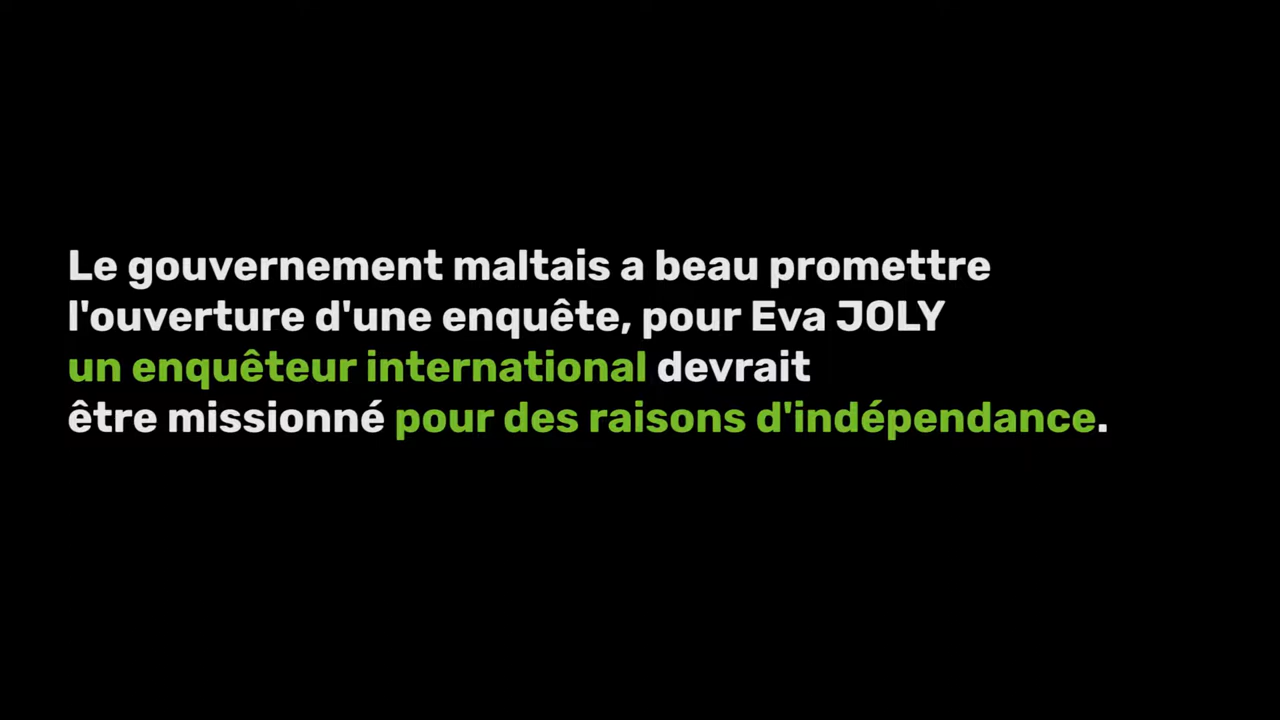 Le gouvernement maltais a beau promettre
l'ouverture d'une enquête, pour Eva JOLY
un enquêteur international devrait
être missionné pour des raisons d'indépendance.